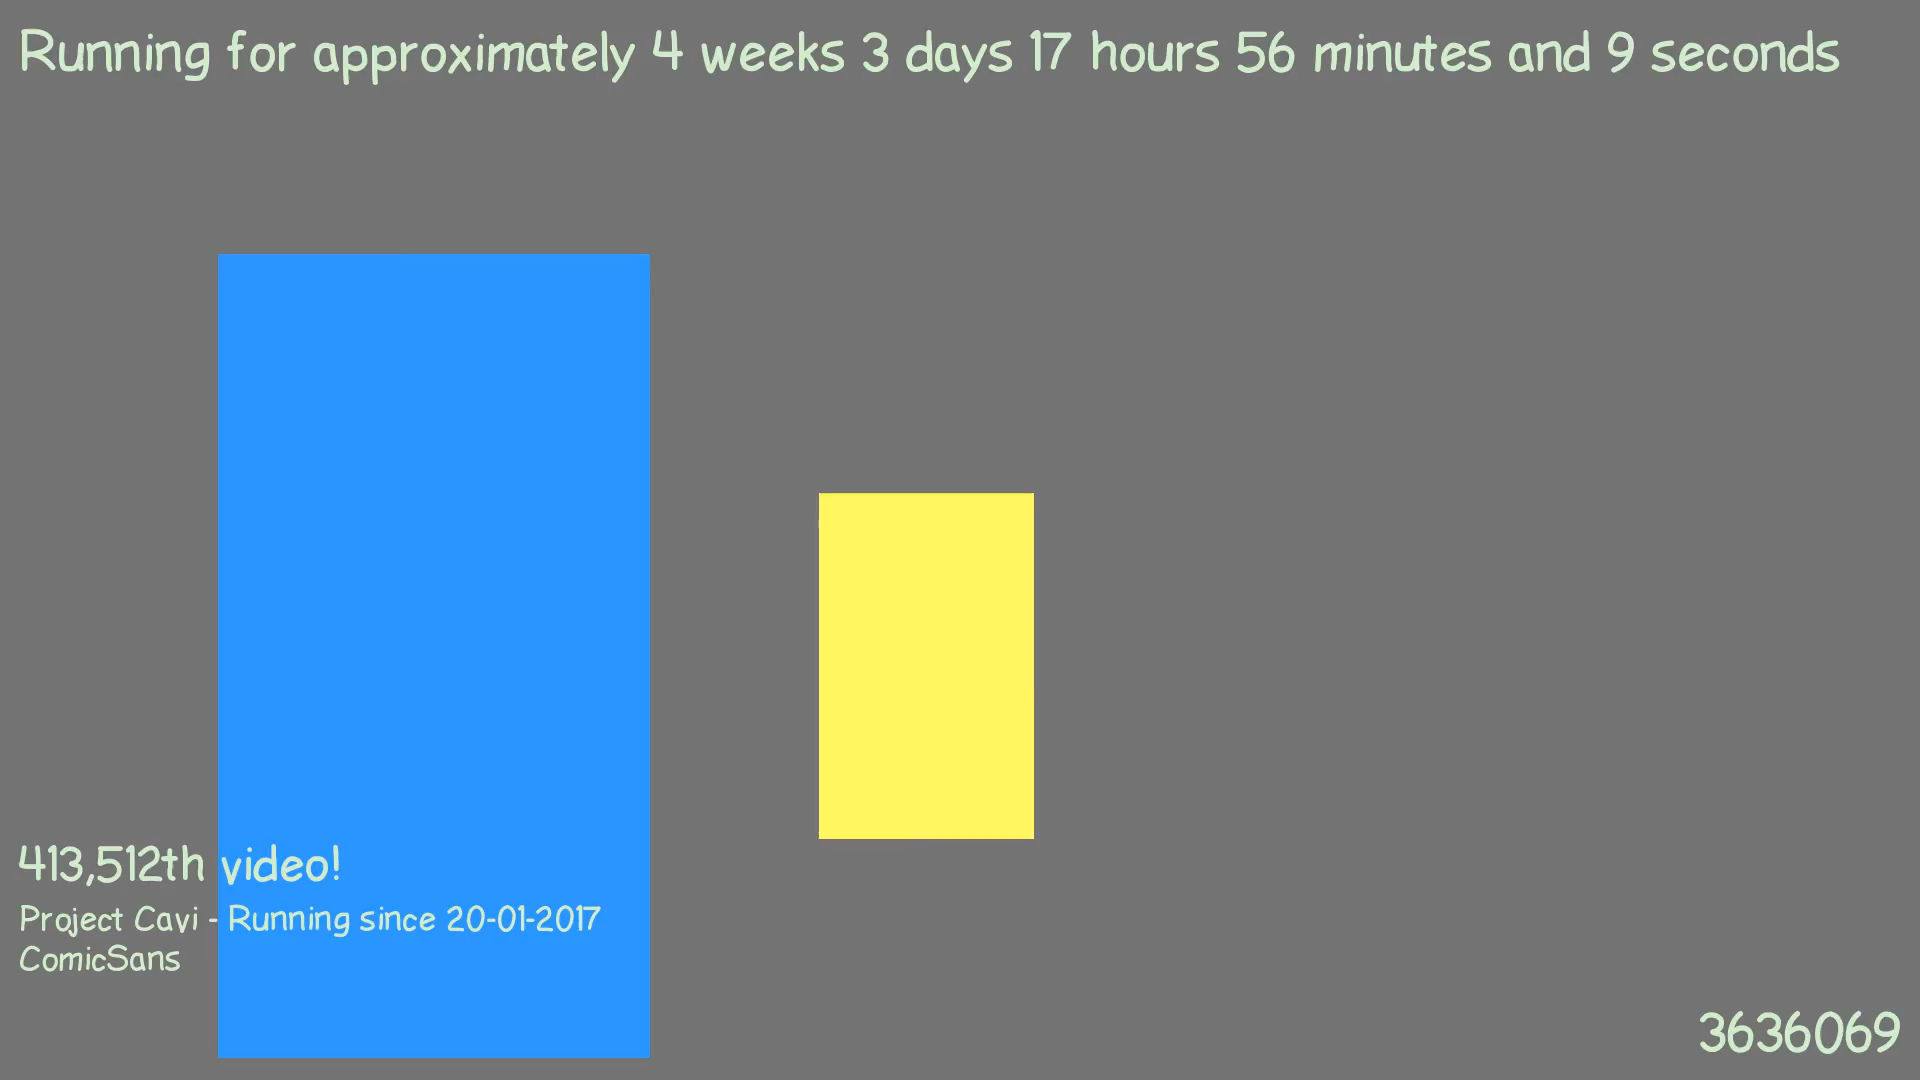 Running for approximately 4 weeks 3 days 17 hours 56 minutes and 9 seconds
413,512th video!
Project Cavi - Running since 20-01-2017
ComicSans
3636069